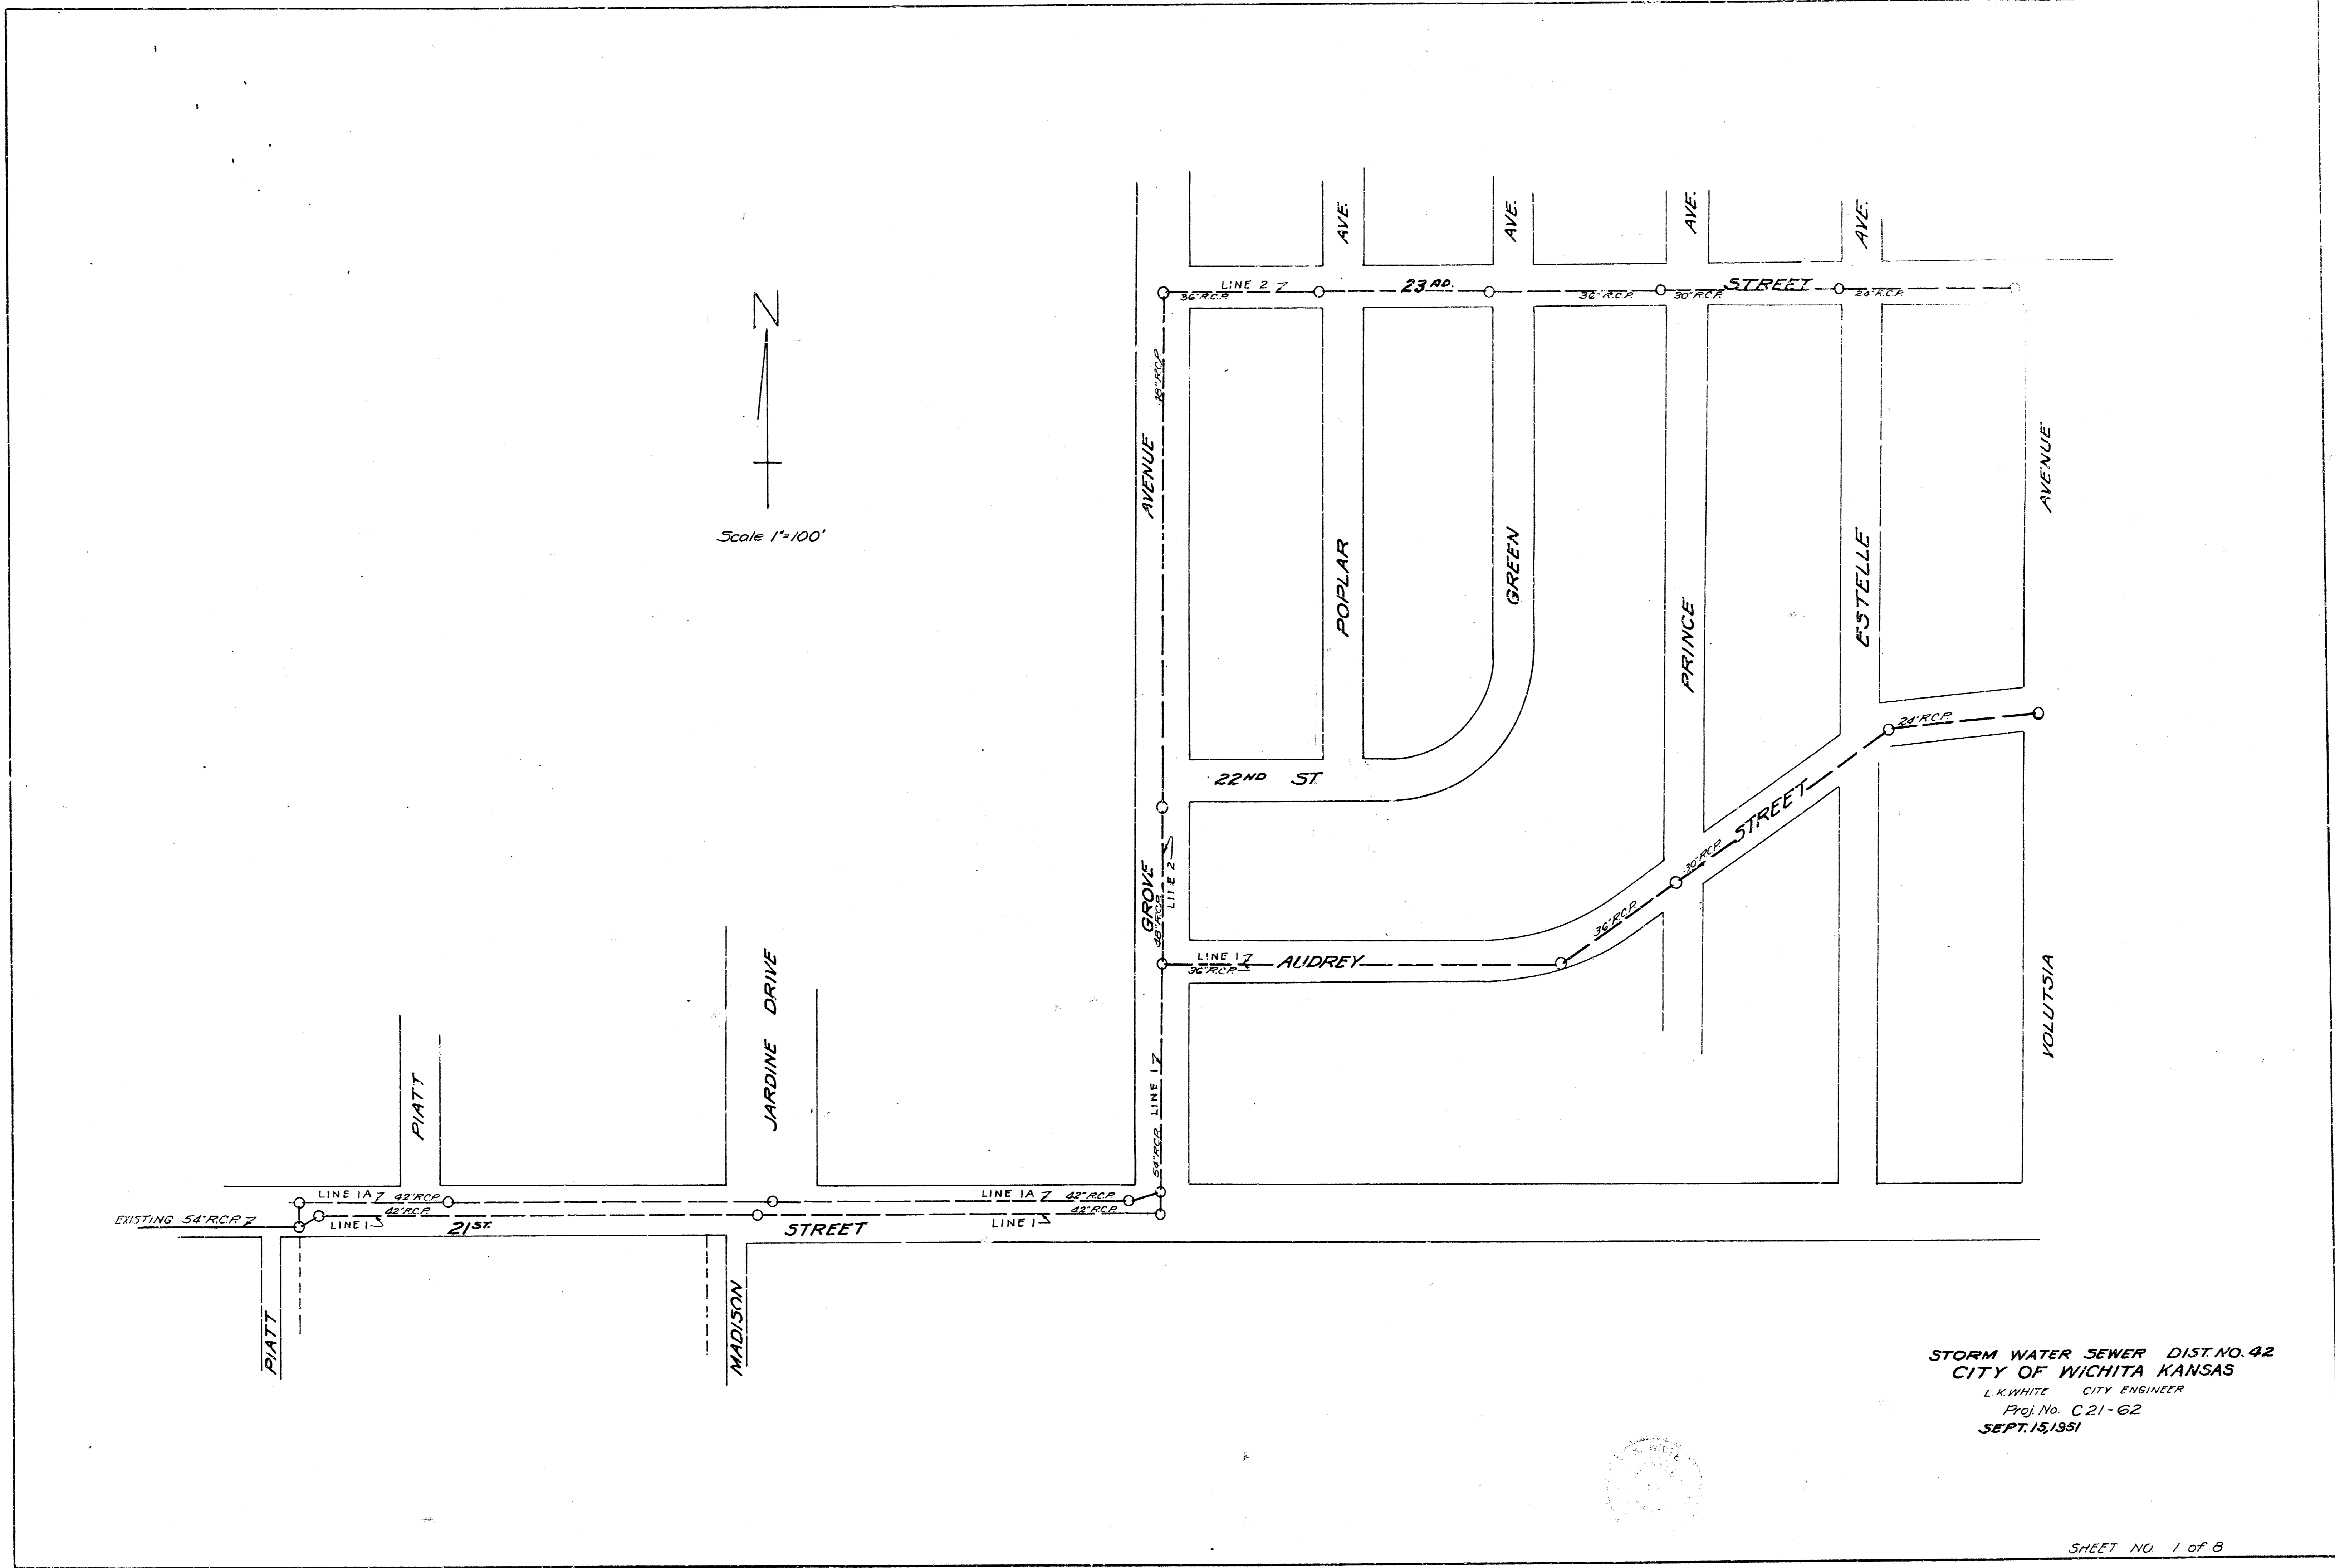 AVE.
AVE.
AVE.
AVE.
LINE 2
36" R.C.P.
23 RD.
36" R.C.P.
30" R.C.P.
STREET
N
Scale 1"=100'
AVENUE
AVENUE
POPLAR
GREEN
PRINCE
ESTELLE
24" R.C.P.
22ND. ST.
STREET
30" R.C.P.
36" R.C.P.
GROVE
48" R.C.P.
LINE 1
36" R.C.P.
AUDREY
VOLUTSIA
JARDINE DRIVE
PIATT
LINE 1
54" R.C.P.
LINE 1A
42" R.C.P.
LINE 1A
42" R.C.P.
EXISTING 54" R.C.P.
42" R.C.P.
LINE 1
21ST.
STREET
LINE 1
42" R.C.P.
PIATT
MADISON
STORM WATER SEWER DIST. NO. 42
CITY OF WICHITA KANSAS
L. K. WHITE CITY ENGINEER
Proj. No. C 21-62
SEPT. 15, 1951
SHEET NO. 1 of 8